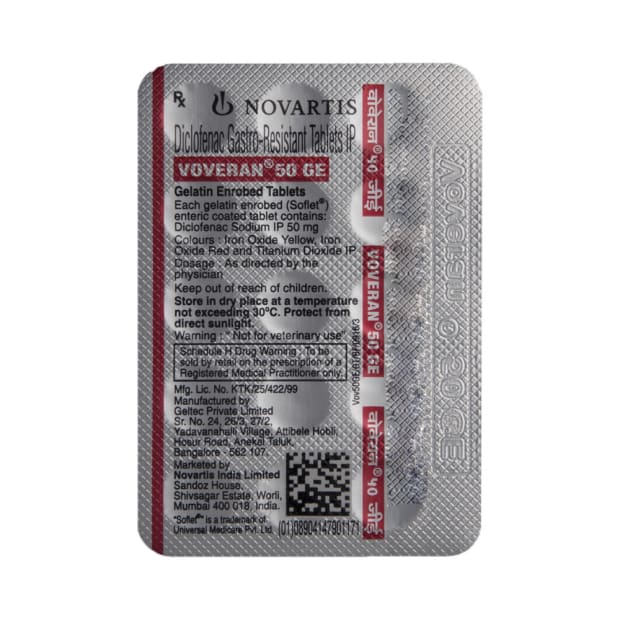 Rx NOVARTIS
Diclofenac Gastro-Resistant Tablets IP
VOVERAN® 50 GE
Gelatin Enrobed Tablets
Each gelatin enrobed (Soflet®)
enteric coated tablet contains:
Diclofenac Sodium IP 50 mg
Colours : Iron Oxide Yellow, Iron
Oxide Red and Titanium Dioxide IP
Dosage : As directed by the
physician
Keep out of reach of children.
Store in dry place at a temperature
not exceeding 30°C. Protect from
direct sunlight.
Warning : " Not for veterinary use"
Schedule H Drug Warning : To be
sold by retail on the prescription of a
Registered Medical Practitioner only.
Mfg. Lic. No. KTK/25/422/99
Manufactured by
Geltec Private Limited
Sr. No. 24, 26/3, 27/2,
Yadavanahalli Village, Attibele Hobli,
Hosur Road, Anekal Taluk,
Bangalore - 562 107.
Marketed by
Novartis India Limited
Sandoz House,
Shivsagar Estate, Worli,
Mumbai 400 018, India.
"Soflet®" is a trademark of
Universal Medicare Pvt. Ltd.
(01)08904147901171
वोवेरान® ५० जीई
VOVERAN® 50 GE
वोवेरान® ५० जीई
Voveran ® 50GE